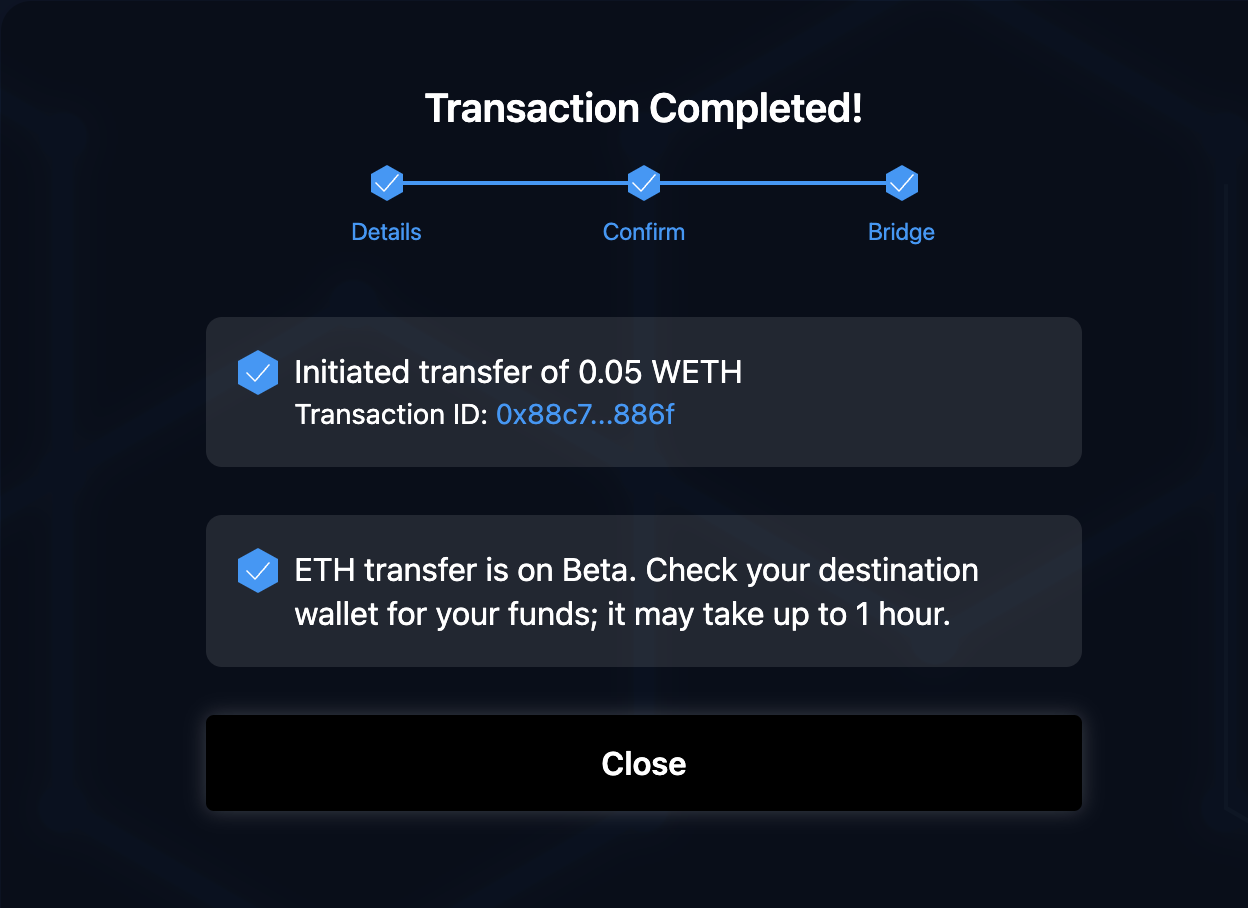 Transaction Completed!
Details
Confirm
Bridge
Initiated transfer of 0.05 WETH
Transaction ID: 0x88c7...886f
ETH transfer is on Beta. Check your destination
wallet for your funds; it may take up to 1 hour.
Close